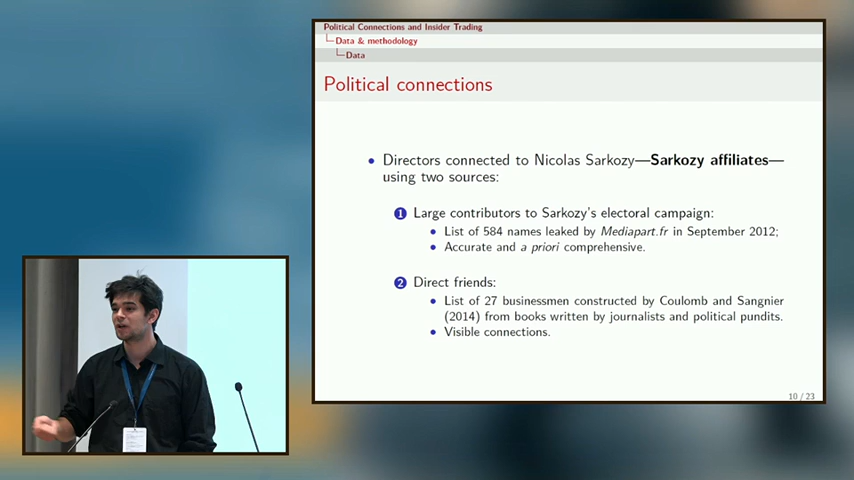 Political Connections and Insider Trading
Data & methodology
Data
Political connections
• Directors connected to Nicolas Sarkozy—Sarkozy affiliates—
using two sources:
1 Large contributors to Sarkozy's electoral campaign:
• List of 584 names leaked by Mediapart.fr in September 2012;
• Accurate and a priori comprehensive.
2 Direct friends:
• List of 27 businessmen constructed by Coulomb and Sangnier
(2014) from books written by journalists and political pundits.
• Visible connections.
10 / 23